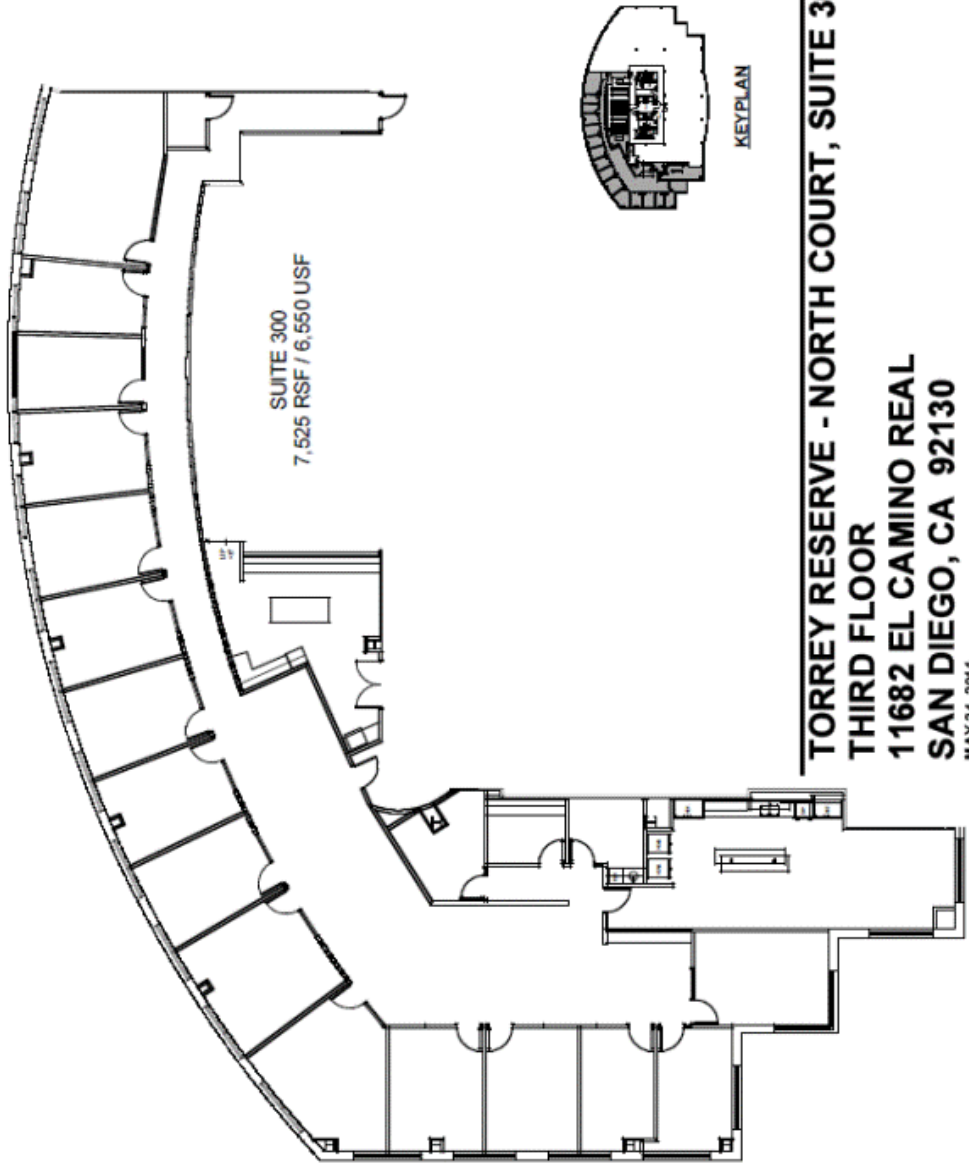 SUITE 300
7,525 RSF / 6,550 USF
KEYPLAN
TORREY RESERVE - NORTH COURT, SUITE 3
THIRD FLOOR
11682 EL CAMINO REAL
SAN DIEGO, CA 92130